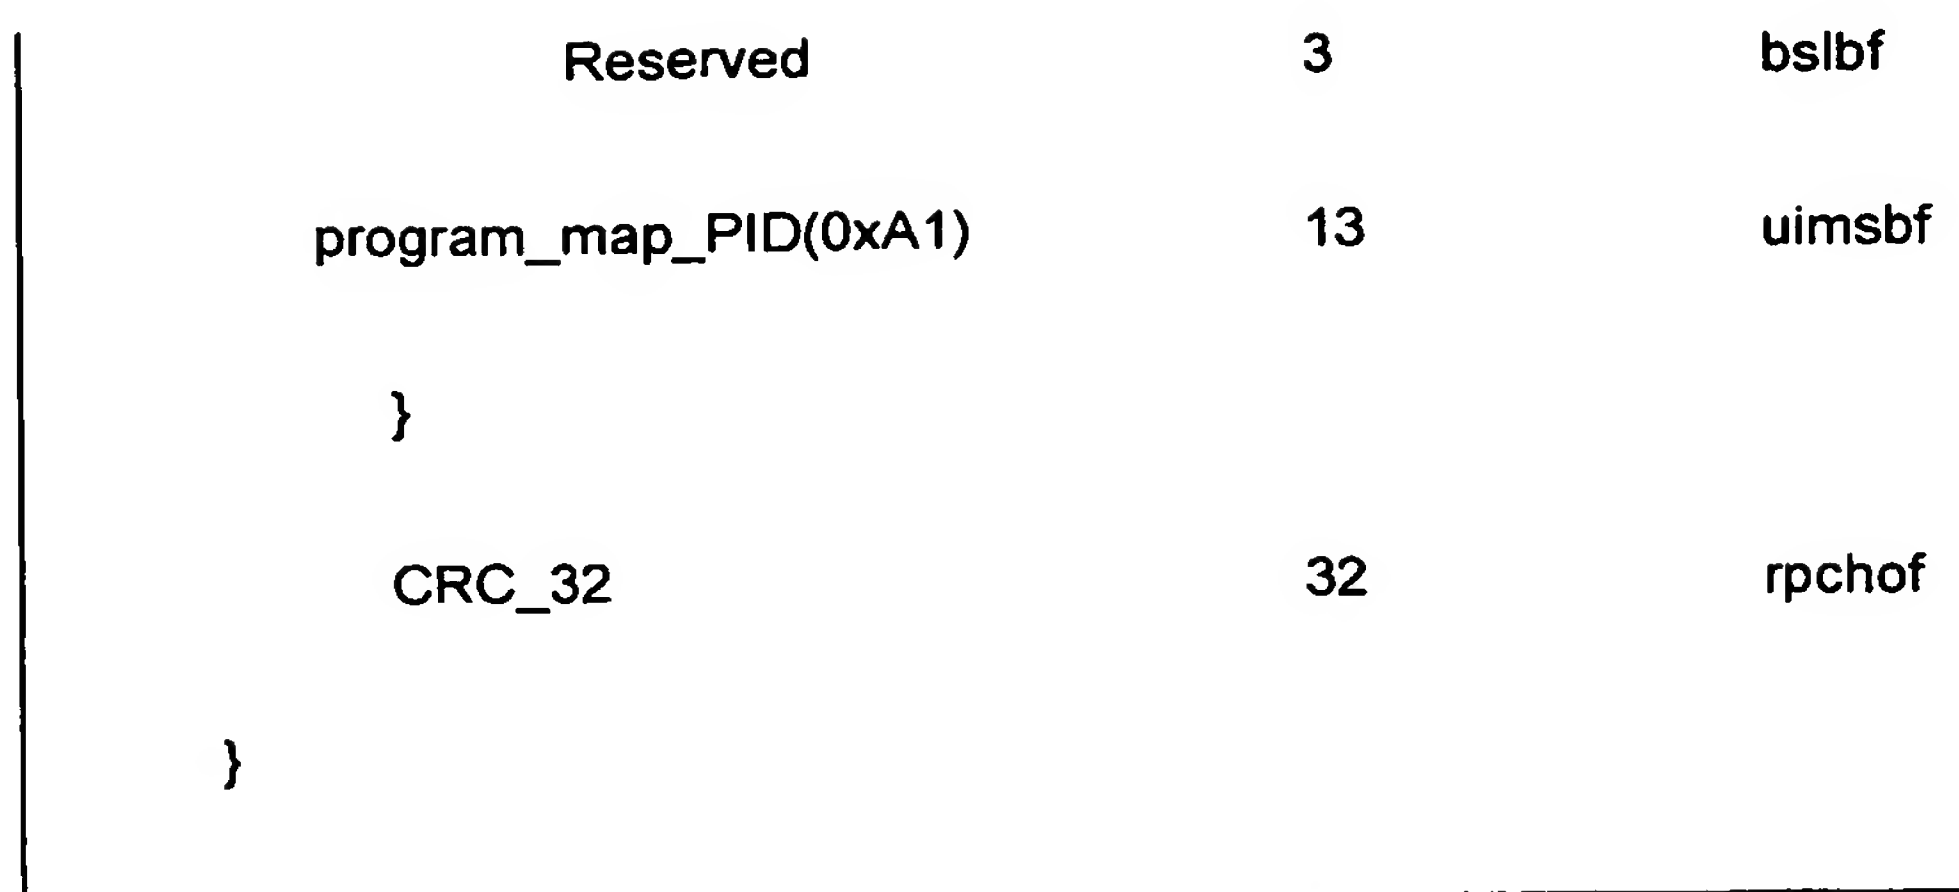 Reserved 3 bslbf
program_map_PID(0xA1) 13 uimsbf
}
CRC_32 32 rpchof
}